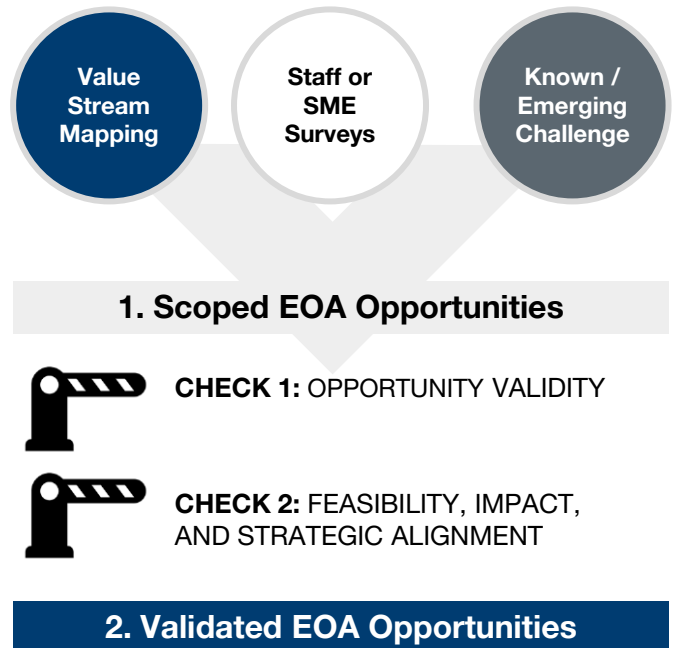 Value
Stream
Mapping
Staff or
SME
Surveys
Known /
Emerging
Challenge
1. Scoped EOA Opportunities
CHECK 1: OPPORTUNITY VALIDITY
CHECK 2: FEASIBILITY, IMPACT,
AND STRATEGIC ALIGNMENT
2. Validated EOA Opportunities